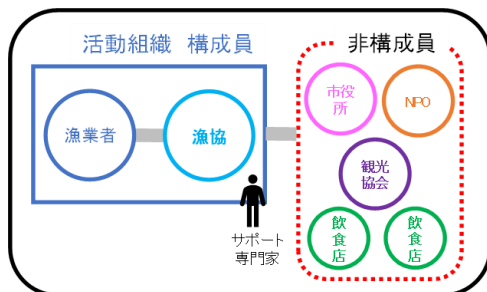 活動組織 構成員
非構成員
漁業者
漁協
市役
所
NPO
観光
協会
飲
食
店
飲
食
店
サポート
専門家